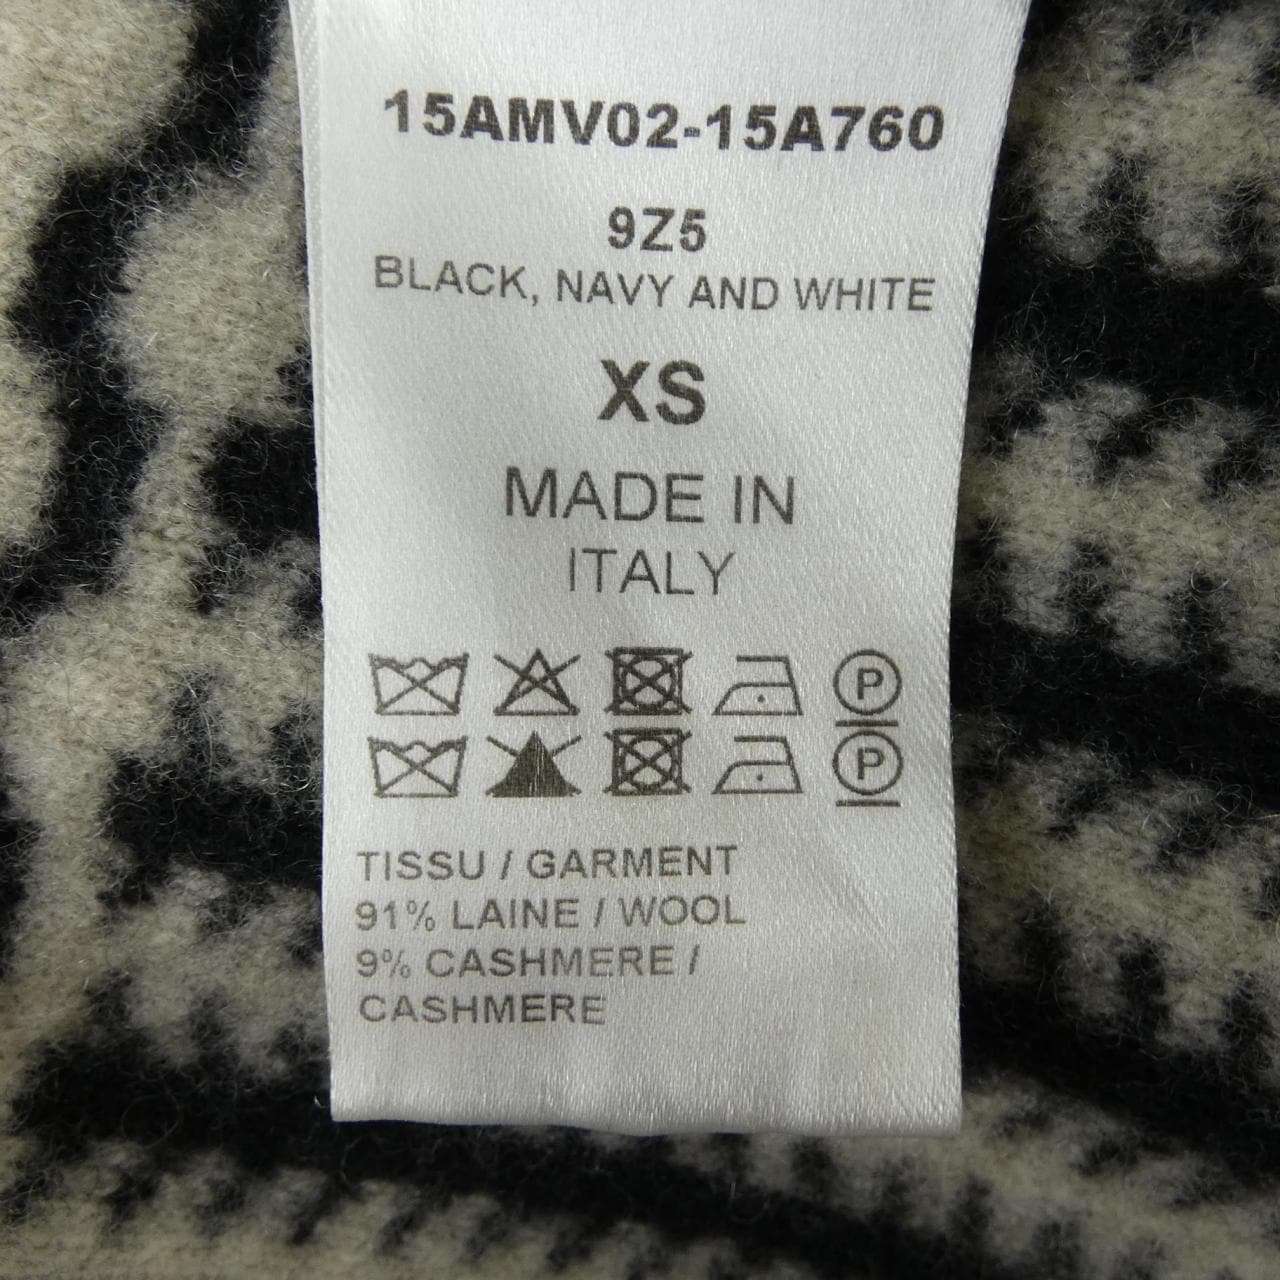 15AMV02-15A760
9Z5
BLACK, NAVY AND WHITE
XS
MADE IN
ITALY
P
P
TISSU / GARMENT
91% LAINE / WOOL
9% CASHMERE /
CASHMERE